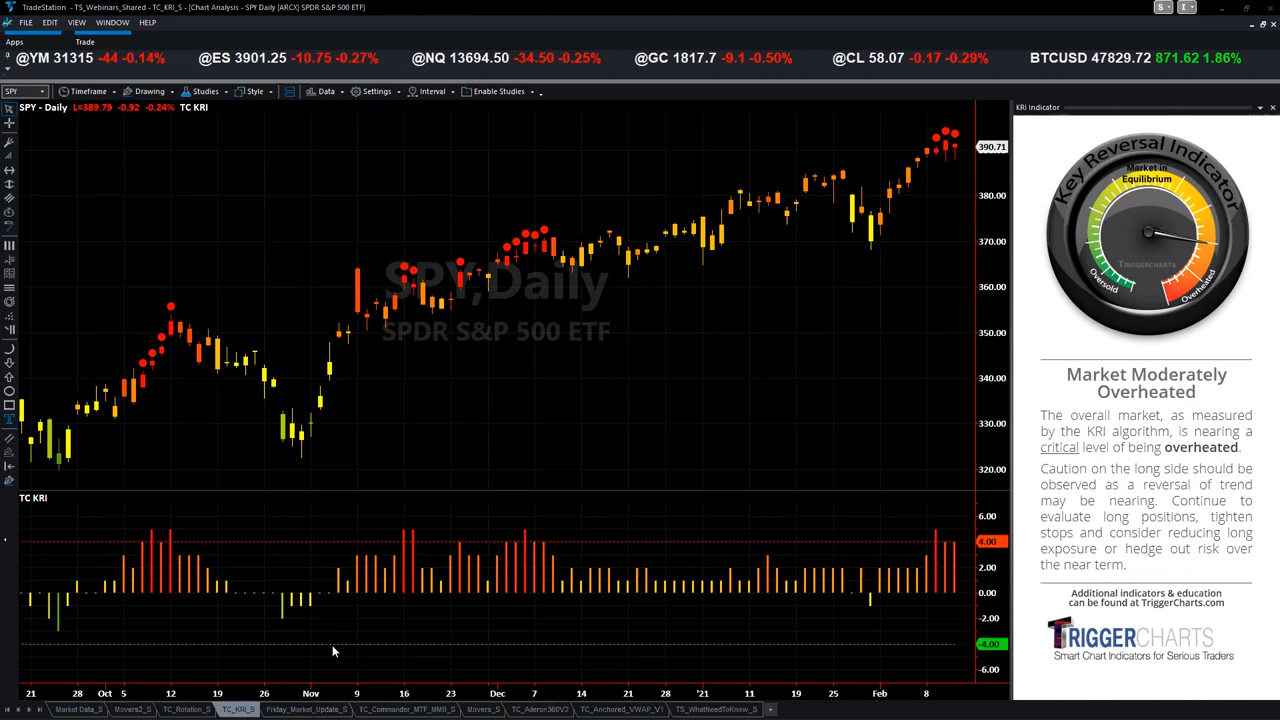 TradeStation - TS_Webinars_Shared - TC_KRI_S - [Chart Analysis - SPY Daily [ARCX] SPDR S&P 500 ETF]
FILE EDIT VIEW WINDOW HELP
Apps Trade
@YM 31315 -44 -0.14% @ES 3901.25 -10.75 -0.27% @NQ 13694.50 -34.50 -0.25% @GC 1817.7 -9.1 -0.50% @CL 58.07 -0.17 -0.29% BTCUSD 47829.72 871.62 1.86%
SPY Timeframe Drawing Studies Style Data Settings Interval Enable Studies
SPY - Daily L=389.79 -0.92 -0.24% TC KRI
390.71
380.00
370.00
360.00
350.00
340.00
330.00
320.00
SPY,Daily
SPDR S&P 500 ETF
TC KRI
6.00
4.00
2.00
0.00
-2.00
-4.00
-6.00
21 28 Oct 5 12 19 26 Nov 9 16 23 Dec 7 14 21 28 '21 11 19 25 Feb 8
Market Data_S Movers2_S TC_Rotation_S TC_KRI_S Friday_Market_Update_S TC_Commander_MTF_MMB_S Movers_S TC_Aileron360V2 TC_Anchored_VWAP_V1 TS_WhatNeedToKnow_S
KRI Indicator
Key Reversal Indicator
Market in
Equilibrium
TRIGGERCHARTS
Oversold
Overheated
Market Moderately
Overheated
The overall market, as measured
by the KRI algorithm, is nearing a
critical level of being overheated.
Caution on the long side should be
observed as a reversal of trend
may be nearing. Continue to
evaluate long positions, tighten
stops and consider reducing long
exposure or hedge out risk over
the near term.
Additional indicators & education
can be found at TriggerCharts.com
TRIGGERCHARTS
Smart Chart Indicators for Serious Traders